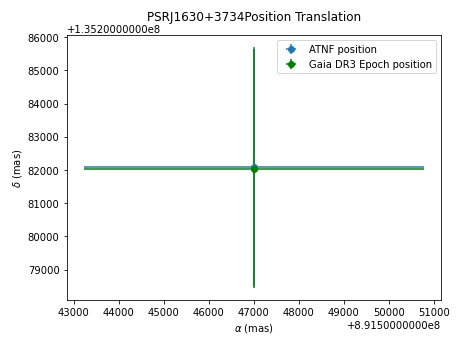 PSRJ1630+3734Position Translation
+1.3520000000e8
86000
85000
84000
83000
82000
81000
80000
79000
δ (mas)
ATNF position
Gaia DR3 Epoch position
43000 44000 45000 46000 47000 48000 49000 50000 51000
α (mas)
+8.9150000000e8